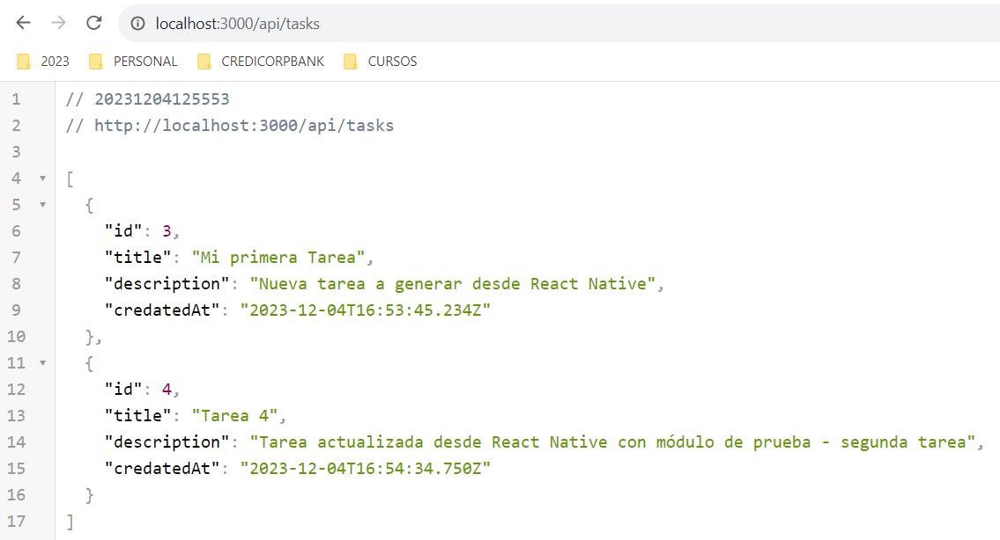 localhost:3000/api/tasks
2023 PERSONAL CREDICORPBANK CURSOS
1 // 20231204125553
2 // http://localhost:3000/api/tasks
3
4 [
5 {
6 "id": 3,
7 "title": "Mi primera Tarea",
8 "description": "Nueva tarea a generar desde React Native",
9 "credatedAt": "2023-12-04T16:53:45.234Z"
10 },
11 {
12 "id": 4,
13 "title": "Tarea 4",
14 "description": "Tarea actualizada desde React Native con módulo de prueba - segunda tarea",
15 "credatedAt": "2023-12-04T16:54:34.750Z"
16 }
17 ]